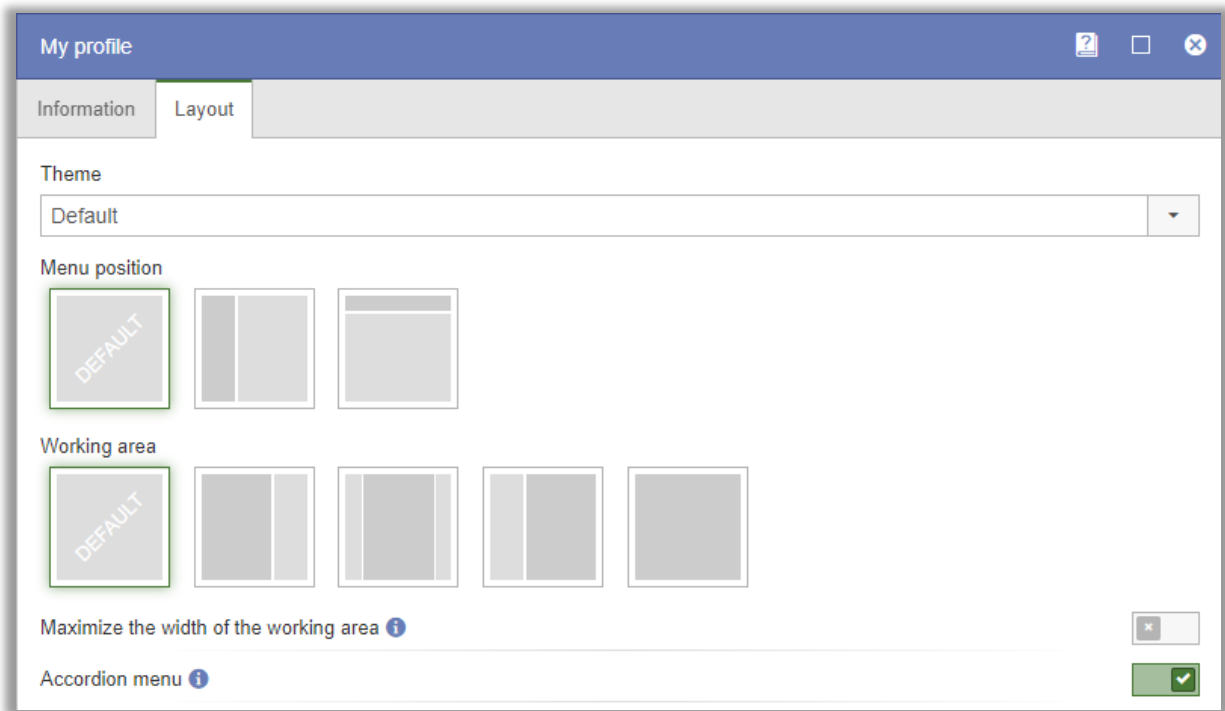 My profile
Information
Layout
Theme
Default
Menu position
DEFAULT
Working area
DEFAULT
Maximize the width of the working area
Accordion menu